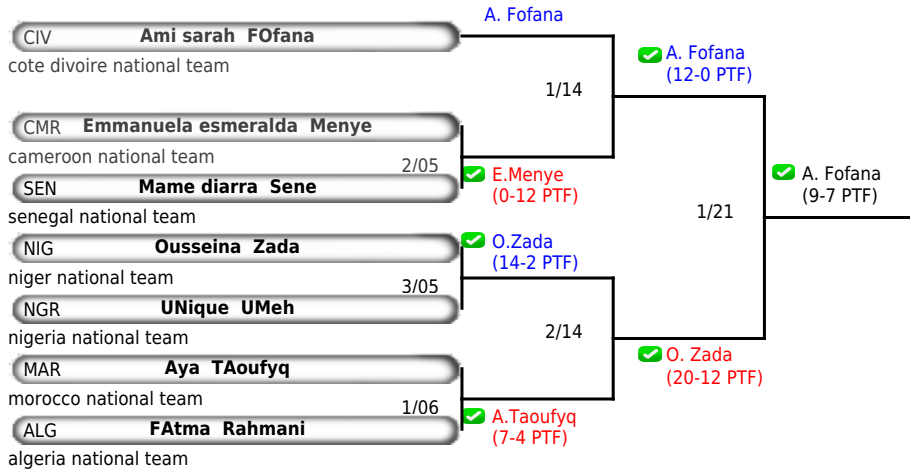 A. Fofana
CIV Ami sarah FOfana
cote divoire national team
A. Fofana
(12-0 PTF)
1/14
CMR Emmanuela esmeralda Menye
cameroon national team
2/05
E.Menye
(0-12 PTF)
SEN Mame diarra Sene
senegal national team
A. Fofana
(9-7 PTF)
1/21
NIG Ousseina Zada
niger national team
O.Zada
(14-2 PTF)
3/05
NGR UNique UMeh
nigeria national team
2/14
O. Zada
(20-12 PTF)
MAR Aya TAoufyq
morocco national team
1/06
A.Taoufyq
(7-4 PTF)
ALG FAtma Rahmani
algeria national team